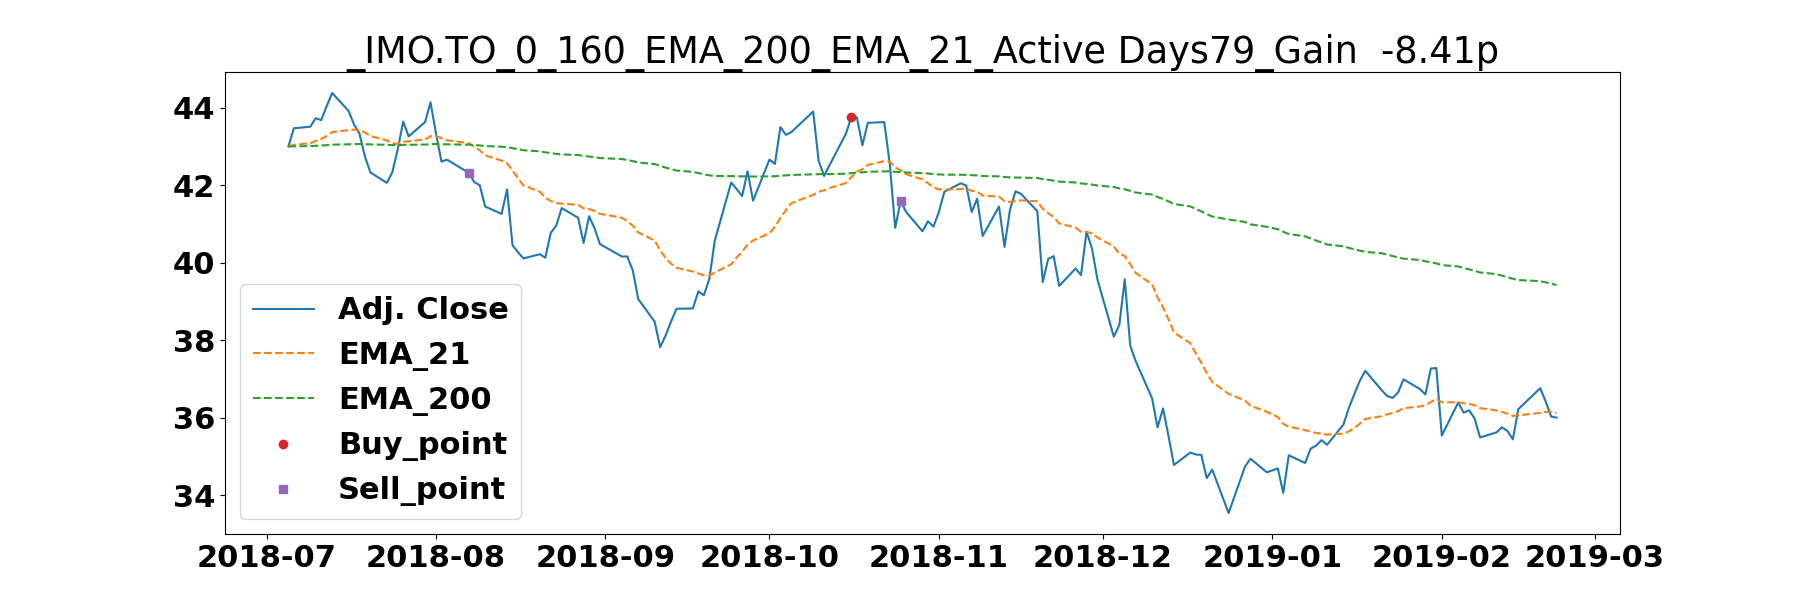 _IMO.TO_0_160_EMA_200_EMA_21_Active Days79_Gain  -8.41p
44
42
40
38
36
34
Adj. Close
EMA_21
EMA_200
Buy_point
Sell_point
2018-07 2018-08 2018-09 2018-10 2018-11 2018-12 2019-01 2019-02 2019-03